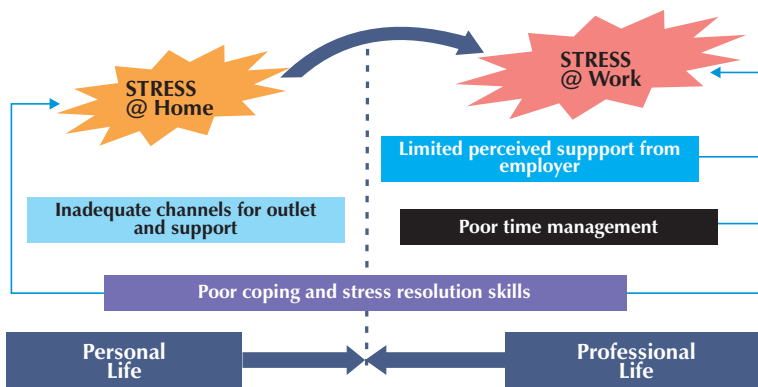 STRESS
@ Home
STRESS
@ Work
Limited perceived suppport from
employer
Inadequate channels for outlet
and support
Poor time management
Poor coping and stress resolution skills
Personal
Life
Professional
Life